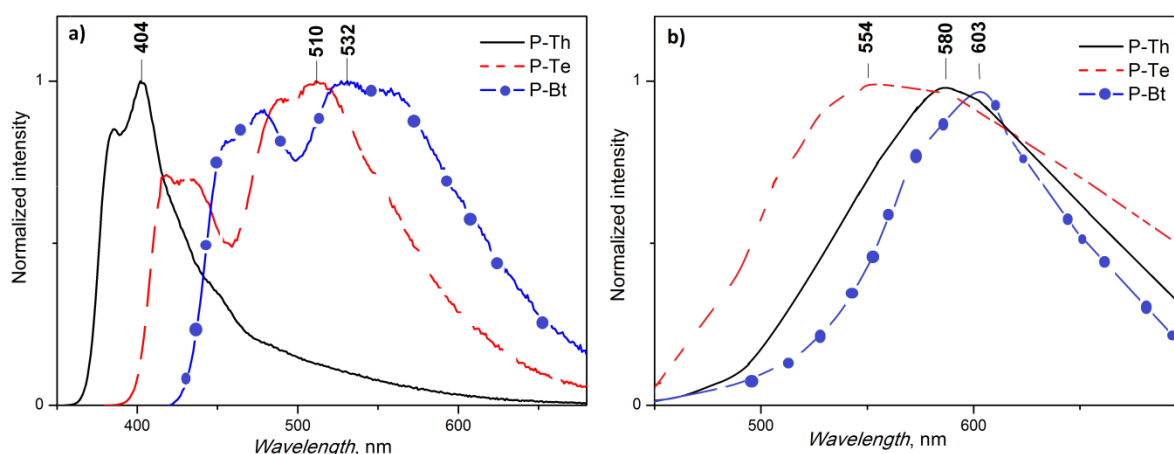 a)
404
510
532
P-Th
P-Te
P-Bt
1
0
Normalized intensity
400
500
600
Wavelength, nm
b)
554
580
603
P-Th
P-Te
P-Bt
1
0
Normalized intensity
500
600
Wavelength, nm